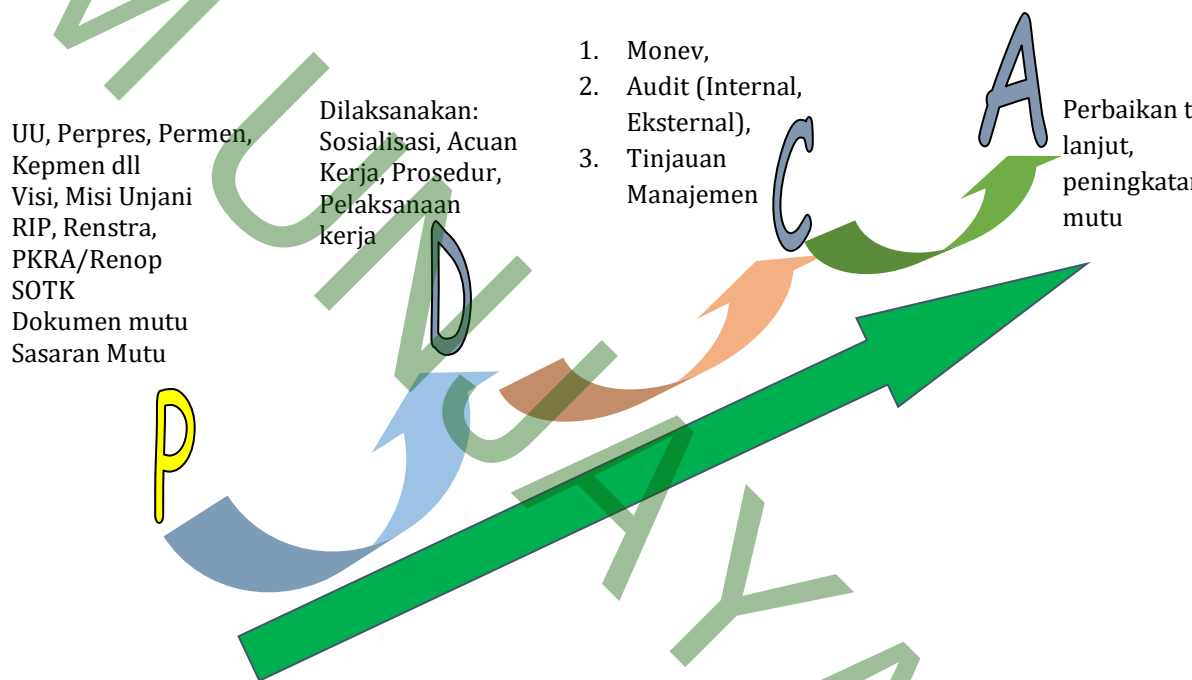 UU, Perpres, Permen,
Kepmen dll
Visi, Misi Unjani
RIP, Renstra,
PKRA/Renop
SOTK
Dokumen mutu
Sasaran Mutu
P
Dilaksanakan:
Sosialisasi, Acuan
Kerja, Prosedur,
Pelaksanaan
kerja
D
1. Monev,
2. Audit (Internal,
Eksternal),
3. Tinjauan
Manajemen
C
A
Perbaikan
lanjut,
mutu